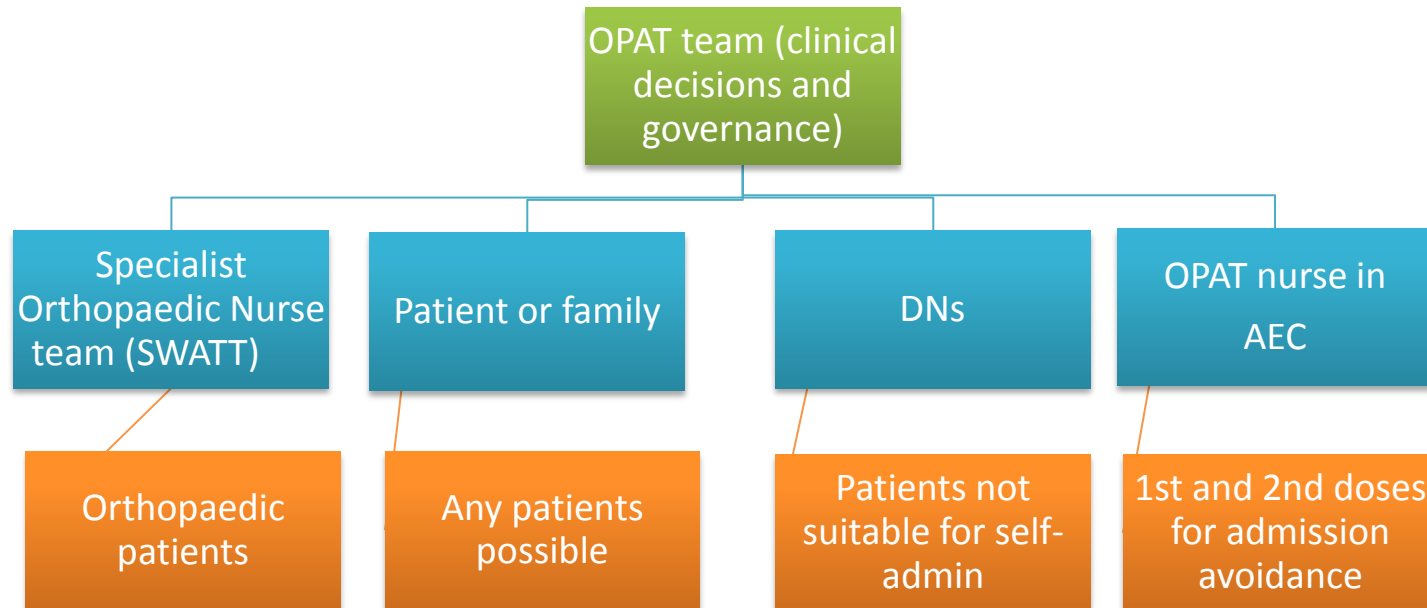 OPAT team (clinical
decisions and
governance)
Specialist
Orthopaedic Nurse
team (SWATT)
Patient or family
DNs
OPAT nurse in
AEC
Orthopaedic
patients
Any patients
possible
Patients not
suitable for self-
admin
1st and 2nd doses
for admission
avoidance